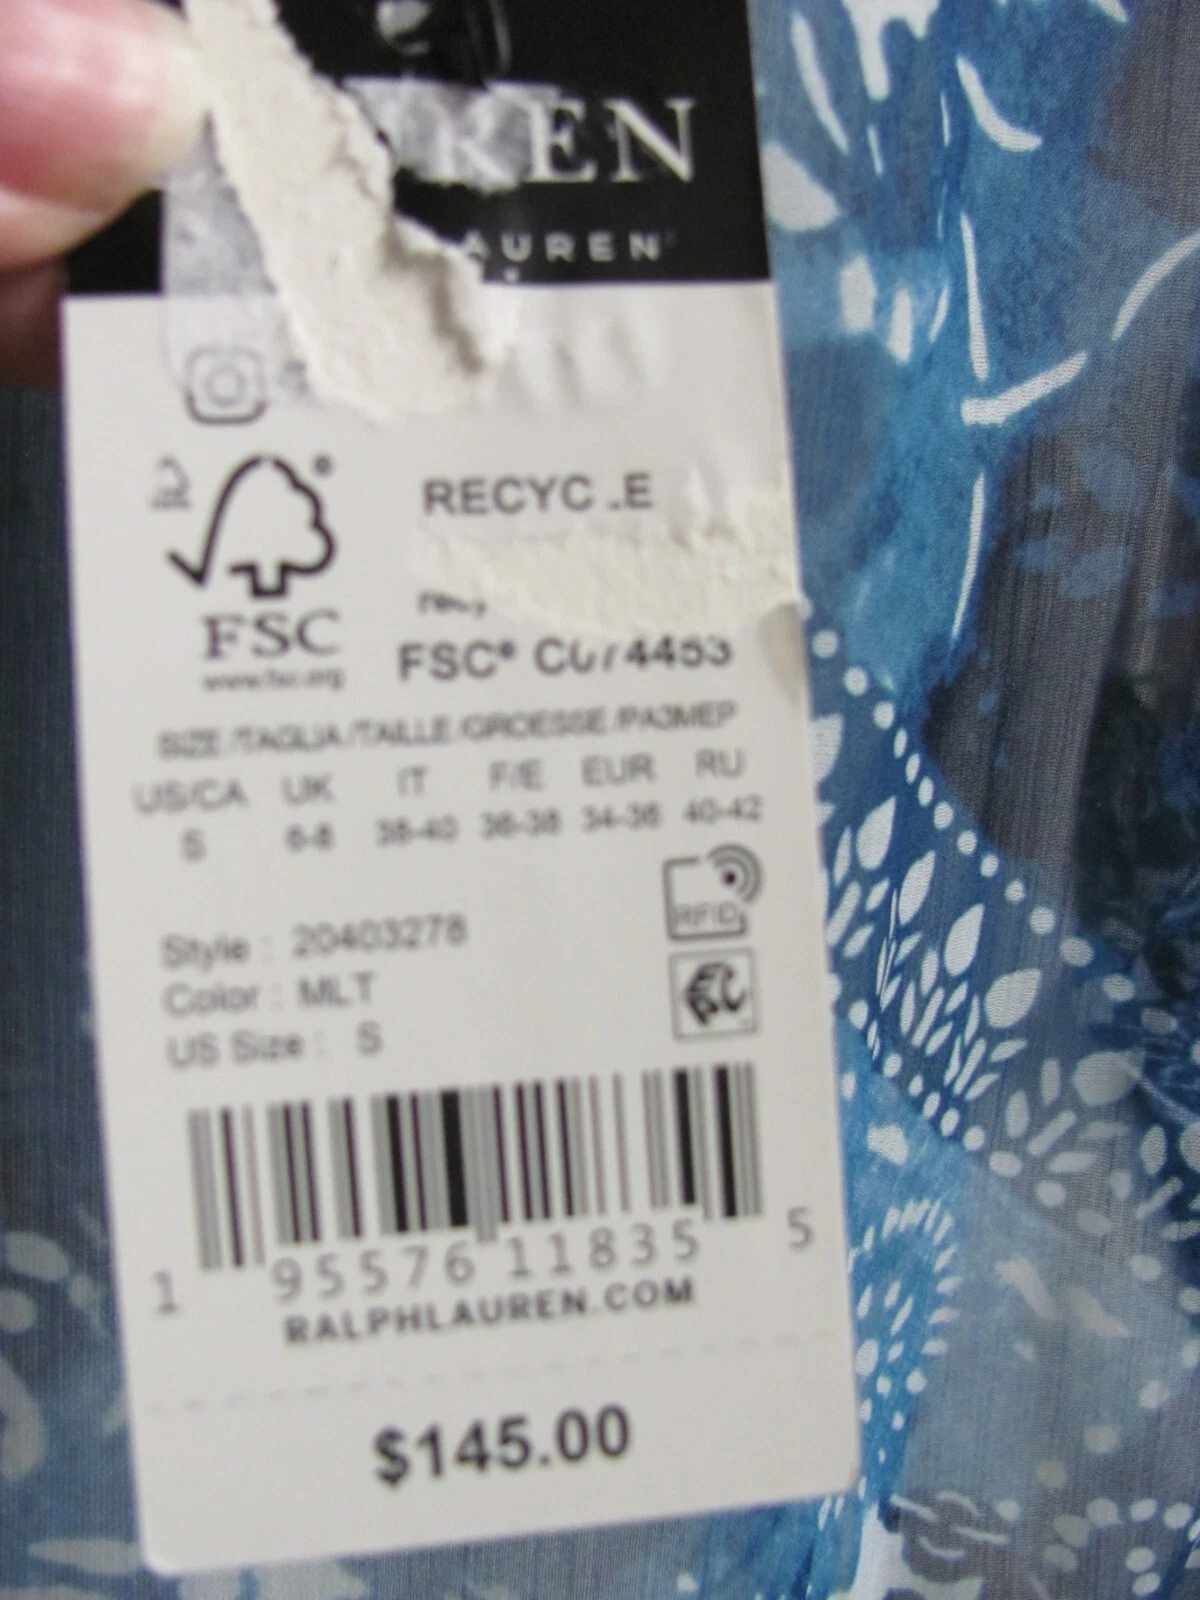 REN
AUREN
RECYC E
FSC
www.fsc.org
FSC® C074453
SIZE /TAGLIA /TAILLE /GROESSE /PA3MEP
US/CA UK IT F/E EUR RU
S 6-8 38-40 36-38 34-36 40-42
RFID
Style : 20403278
Color : MLT
US Size : S
1 95576 11835 5
RALPHLAUREN.COM
$145.00